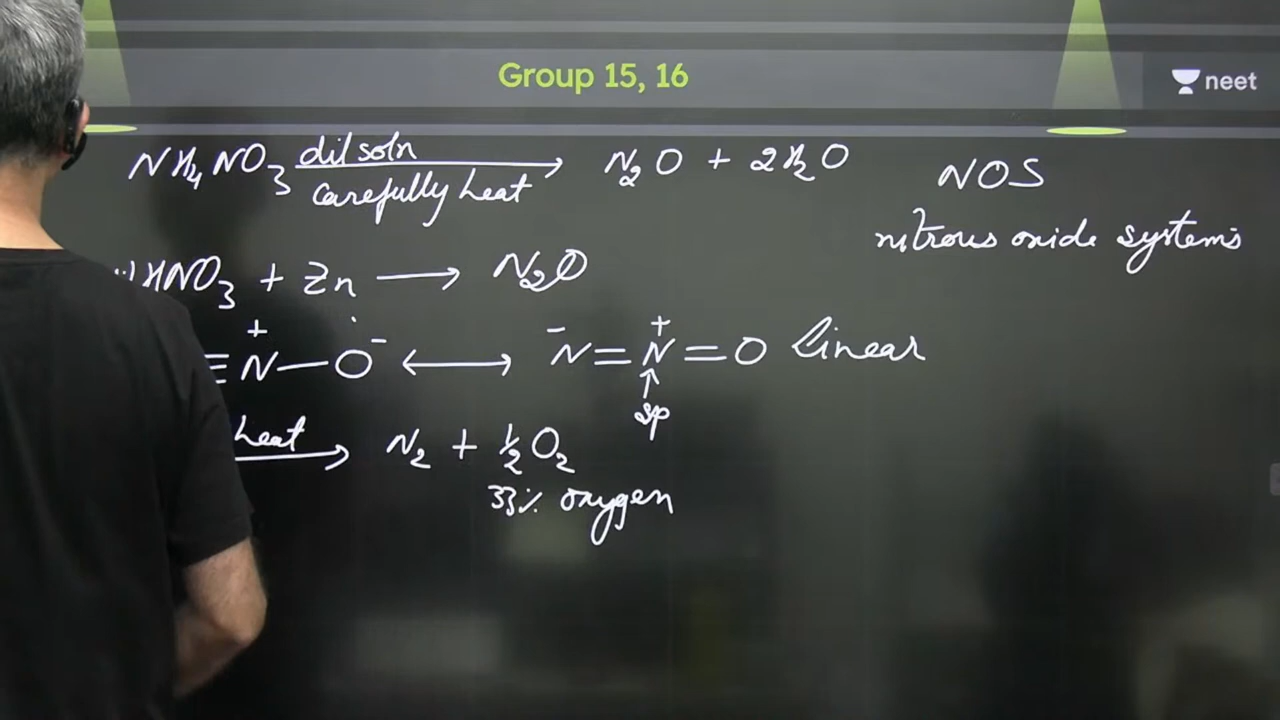 Group 15, 16
neet
NH4NO3 dil soln carefully heat → N2O + 2H2O
NOS
nitrous oxide systems
HNO3 + Zn → N2O
≡N⁺—O⁻ ↔ ⁻N=N⁺=O Linear
sp
heat → N2 + ½O2
33% oxygen